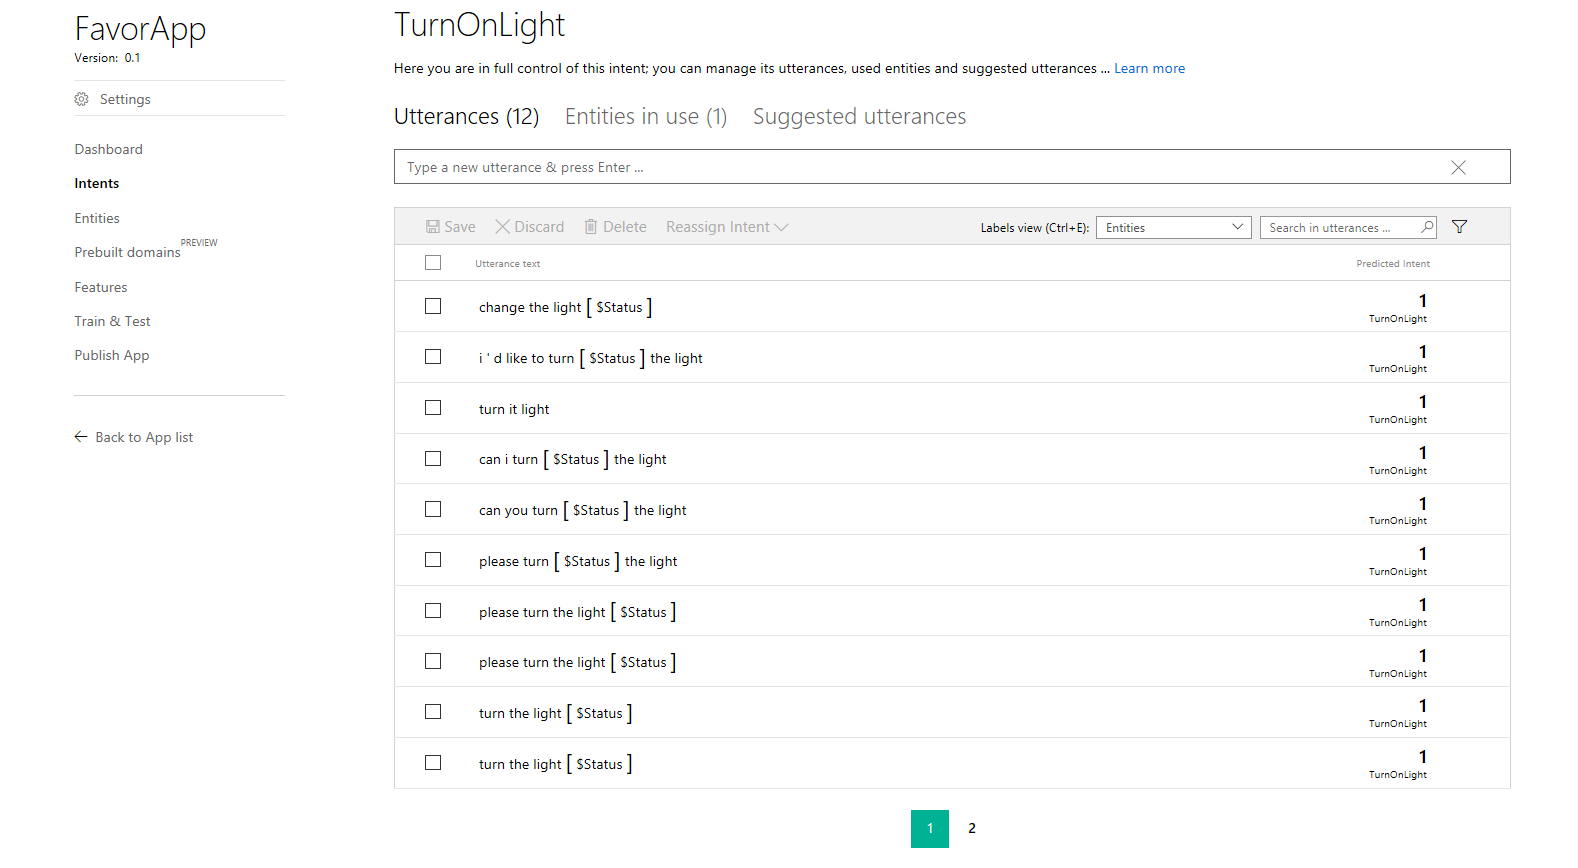 FavorApp
Version: 0.1
Settings
Dashboard
Intents
Entities
Prebuilt domains PREVIEW
Features
Train & Test
Publish App
Back to App list
TurnOnLight
Here you are in full control of this intent; you can manage its utterances, used entities and suggested utterances ... Learn more
Utterances (12) Entities in use (1) Suggested utterances
Type a new utterance & press Enter ...
Save Discard Delete Reassign Intent Labels view (Ctrl+E): Entities Search in utterances ...
Utterance text Predicted Intent
change the light [ $Status ] 1
TurnOnLight
i ' d like to turn [ $Status ] the light 1
TurnOnLight
turn it light 1
TurnOnLight
can i turn [ $Status ] the light 1
TurnOnLight
can you turn [ $Status ] the light 1
TurnOnLight
please turn [ $Status ] the light 1
TurnOnLight
please turn the light [ $Status ] 1
TurnOnLight
please turn the light [ $Status ] 1
TurnOnLight
turn the light [ $Status ] 1
TurnOnLight
turn the light [ $Status ] 1
TurnOnLight
1 2